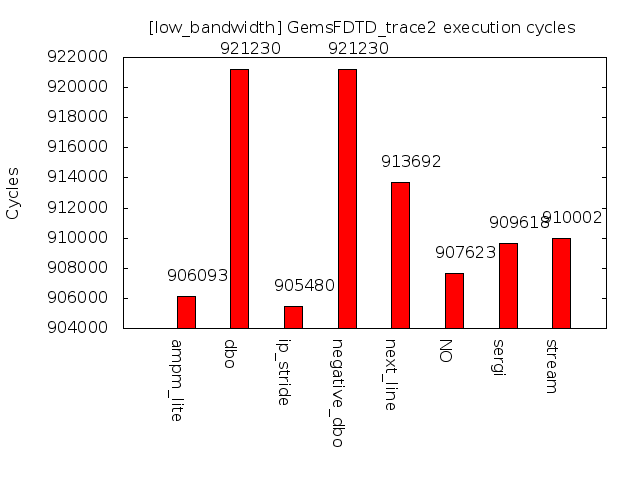 [low_bandwidth] GemsFDTD_trace2 execution cycles
922000
920000
918000
916000
914000
912000
910000
908000
906000
904000
Cycles
906093
921230
905480
921230
913692
907623
909618
910002
ampm_lite
dbo
ip_stride
negative_dbo
next_line
NO
sergi
stream